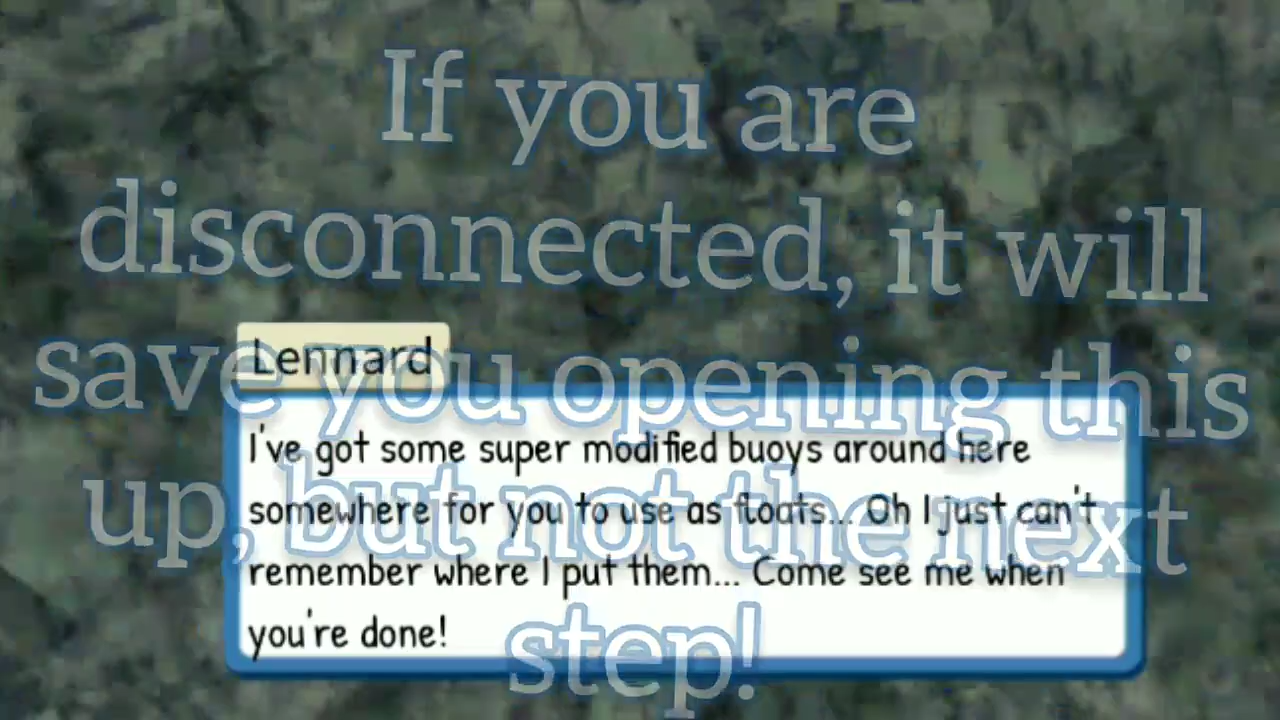 If you are
disconnected, it will
save you opening this
up, but not the next
step!
Lennard
I've got some super modified buoys around here
somewhere for you to use as floats... Oh I just can't
remember where I put them... Come see me when
you're done!